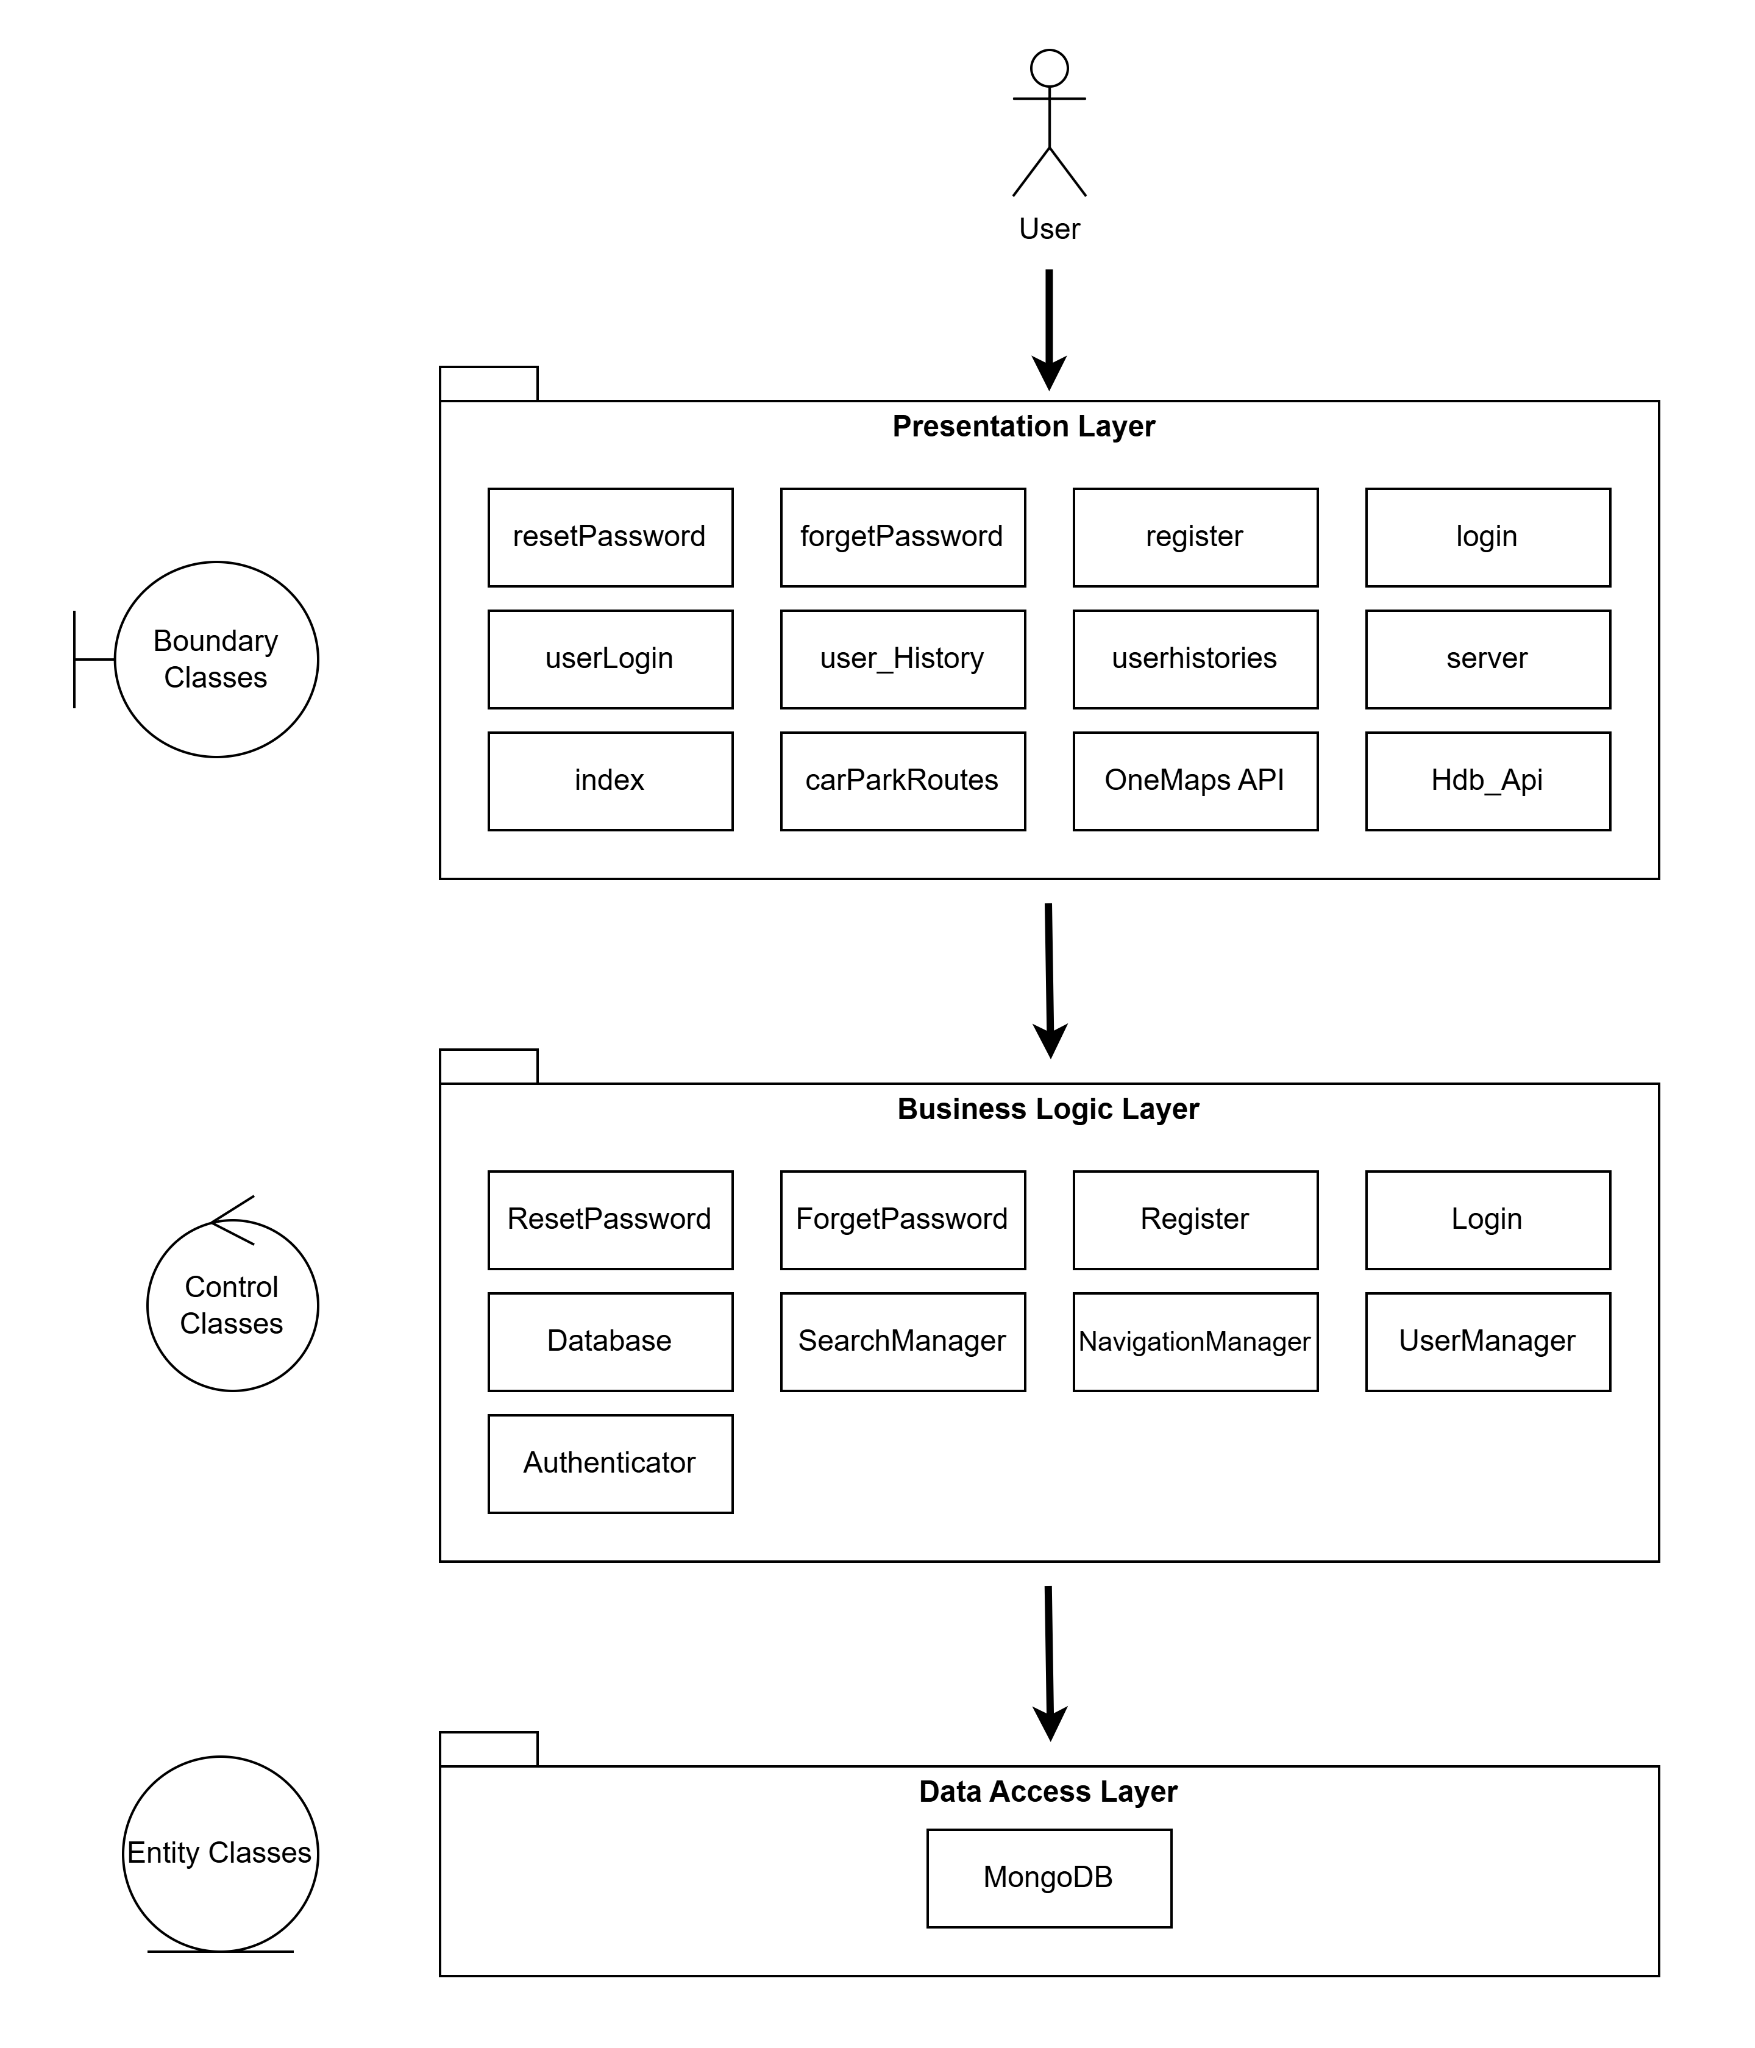 User
Presentation Layer
resetPassword
forgetPassword
register
login
Boundary
Classes
userLogin
user_History
userhistories
server
index
carParkRoutes
OneMaps API
Hdb_Api
Business Logic Layer
ResetPassword
ForgetPassword
Register
Login
Control
Classes
Database
SearchManager
NavigationManager
UserManager
Authenticator
Data Access Layer
Entity Classes
MongoDB